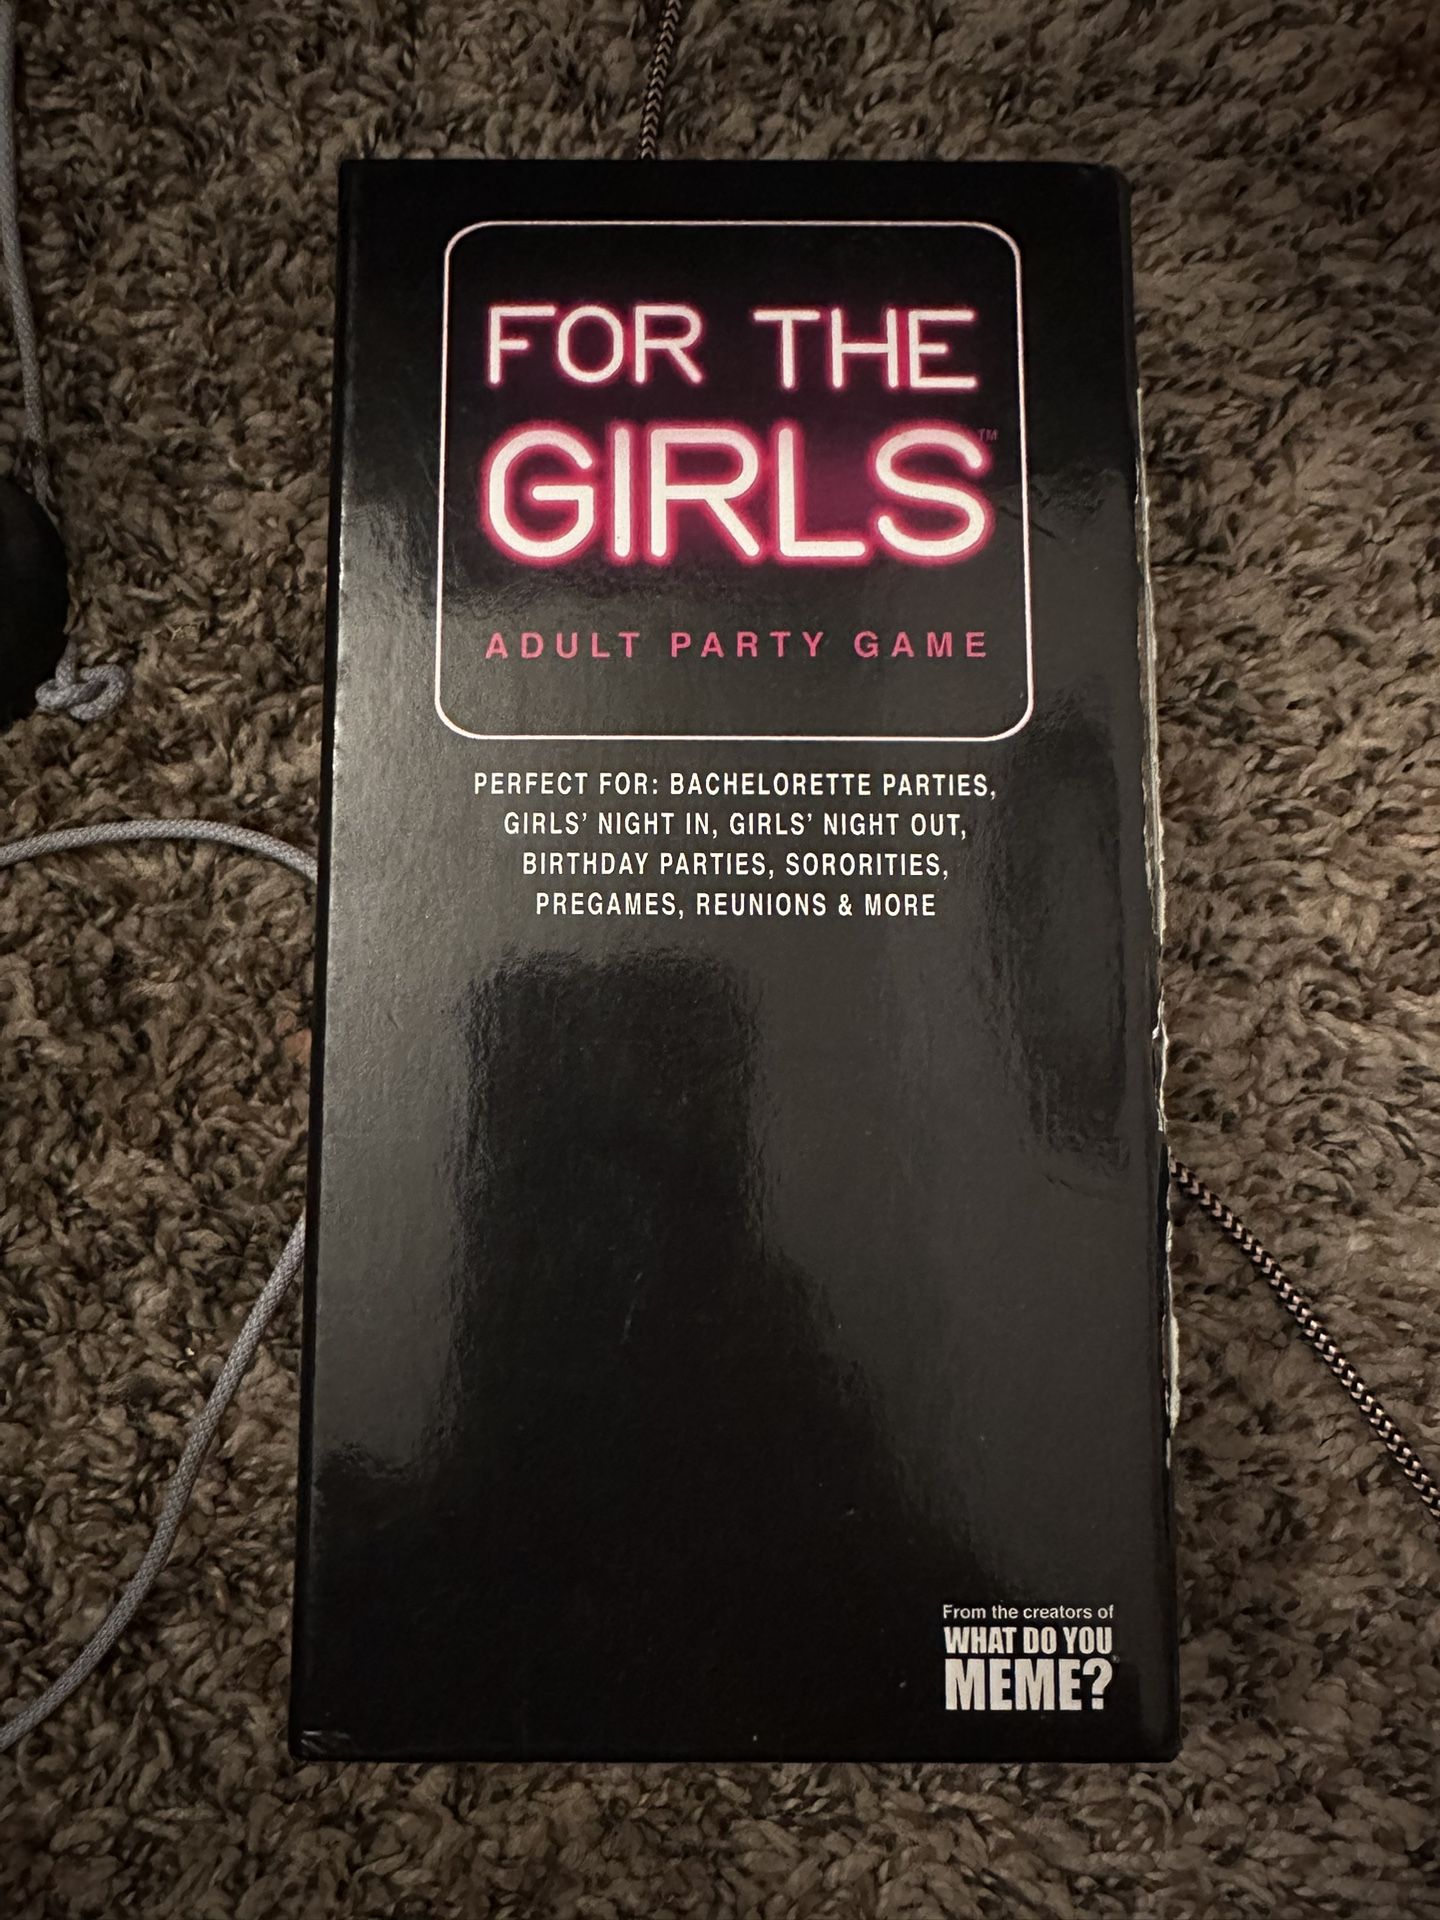 FOR THE
GIRLS™
ADULT PARTY GAME
PERFECT FOR: BACHELORETTE PARTIES,
GIRLS' NIGHT IN, GIRLS' NIGHT OUT,
BIRTHDAY PARTIES, SORORITIES,
PREGAMES, REUNIONS & MORE
From the creators of
WHAT DO YOU
MEME?